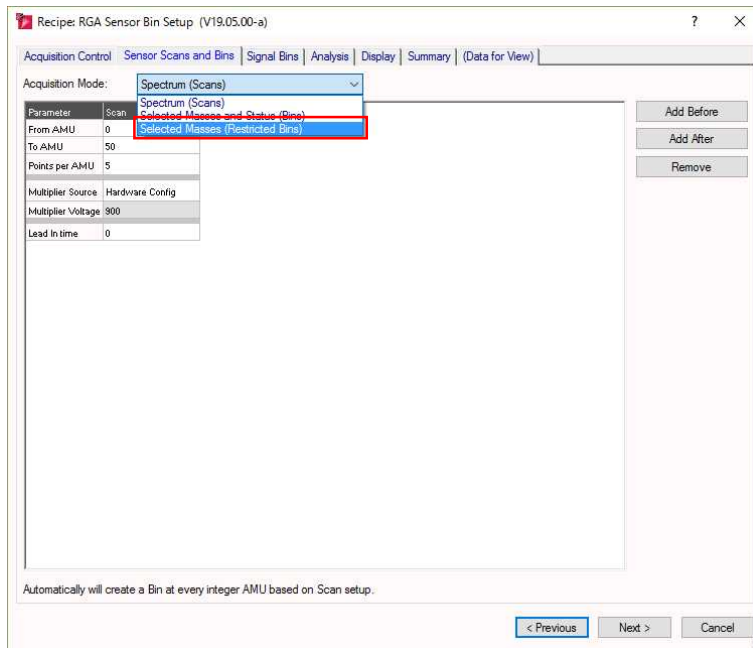 Recipe: RGA Sensor Bin Setup (V19.05.00-a)
? ×
Acquisition Control Sensor Scans and Bins Signal Bins Analysis Display Summary (Data for View)
Acquisition Mode: Spectrum (Scans)
Spectrum (Scans)
Selected Masses and Status (Bins)
Selected Masses (Restricted Bins)
Parameter Scan
From AMU 0
To AMU 50
Points per AMU 5
Multiplier Source Hardware Config
Multiplier Voltage 900
Lead In time 0
Add Before
Add After
Remove
Automatically will create a Bin at every integer AMU based on Scan setup.
< Previous Next > Cancel